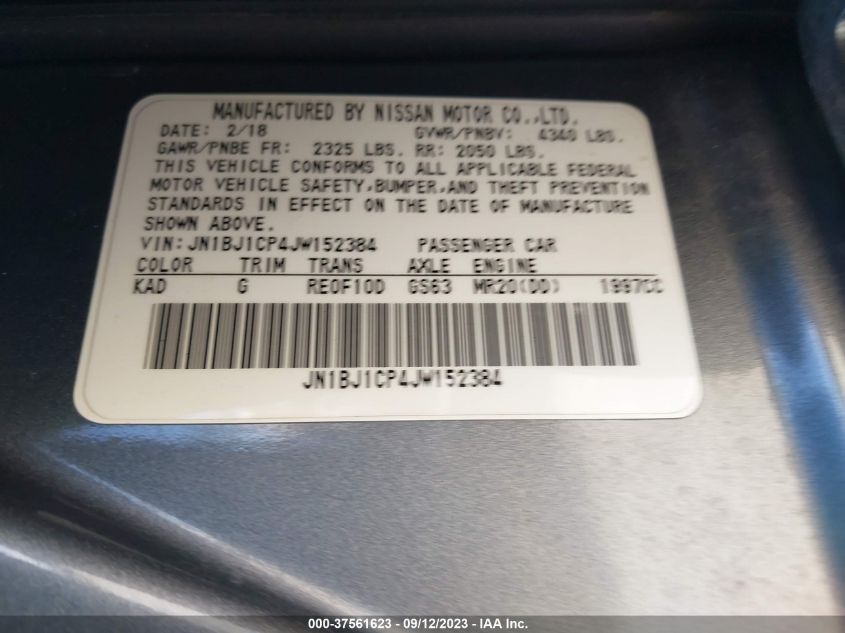 MANUFACTURED BY NISSAN MOTOR CO.,LTD.
DATE: 2/18 GVWR/PNBV: 4340 LBS.
GAWR/PNBE FR: 2325 LBS. RR: 2050 LBS.
THIS VEHICLE CONFORMS TO ALL APPLICABLE FEDERAL
MOTOR VEHICLE SAFETY,BUMPER,AND THEFT PREVENTION
STANDARDS IN EFFECT ON THE DATE OF MANUFACTURE
SHOWN ABOVE.
VIN:JN1BJ1CP4JW152384 PASSENGER CAR
COLOR TRIM TRANS AXLE ENGINE
KAD G RE0F10D GS63 MR20(DD) 1997CC
JN1BJ1CP4JW152384
000-37561623 - 09/12/2023 - IAA Inc.